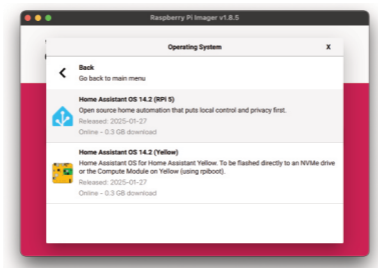 Raspberry Pi Imager v1.8.5
Operating System X
Back
Go back to main menu
Home Assistant OS 14.2 (RPI 5)
Open source home automation that puts local control and privacy first.
Released: 2025-01-27
Online - 0.3 GB download
Home Assistant OS 14.2 (Yellow)
Home Assistant OS for Home Assistant Yellow. To be flashed directly to an NVMe drive
or the Compute Module on Yellow (using rpiboot).
Released: 2025-01-27
Online - 0.3 GB download